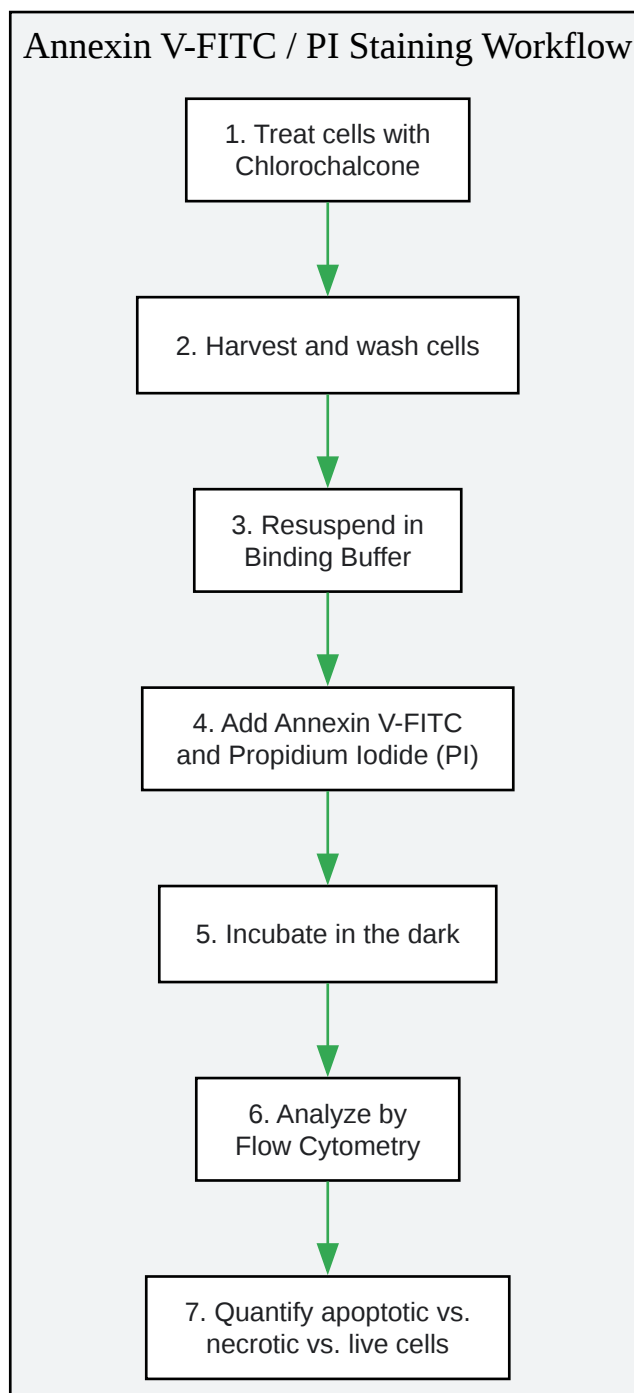 Annexin V-FITC / PI Staining Workflow
1. Treat cells with
Chlorochalcone
2. Harvest and wash cells
3. Resuspend in
Binding Buffer
4. Add Annexin V-FITC
and Propidium Iodide (PI)
5. Incubate in the dark
6. Analyze by
Flow Cytometry
7. Quantify apoptotic vs.
necrotic vs. live cells